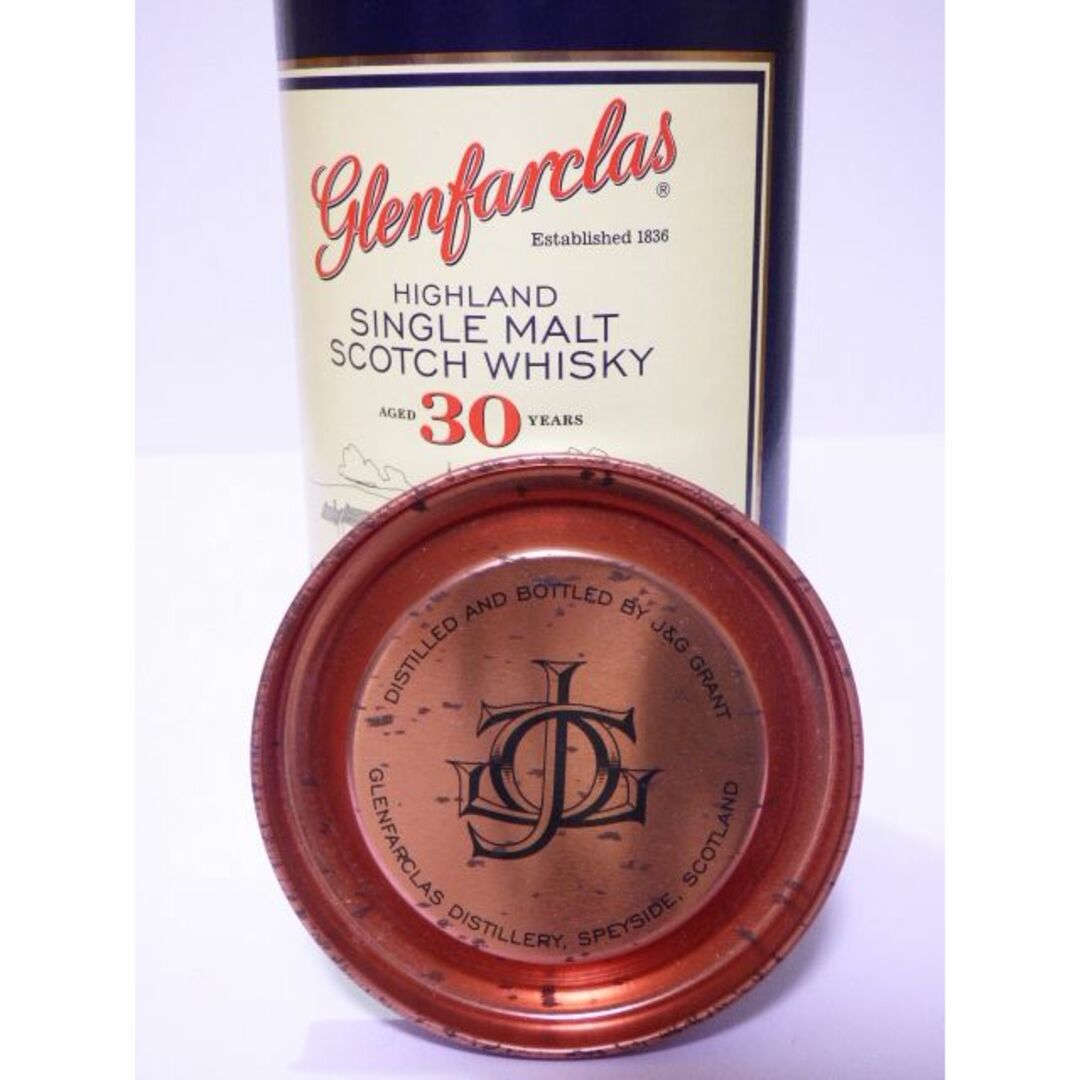 Glenfarclas®
Established 1836
HIGHLAND
SINGLE MALT
SCOTCH WHISKY
AGED 30 YEARS
DISTILLED AND BOTTLED BY J&G GRANT
GLENFARCLAS DISTILLERY, SPEYSIDE, SCOTLAND